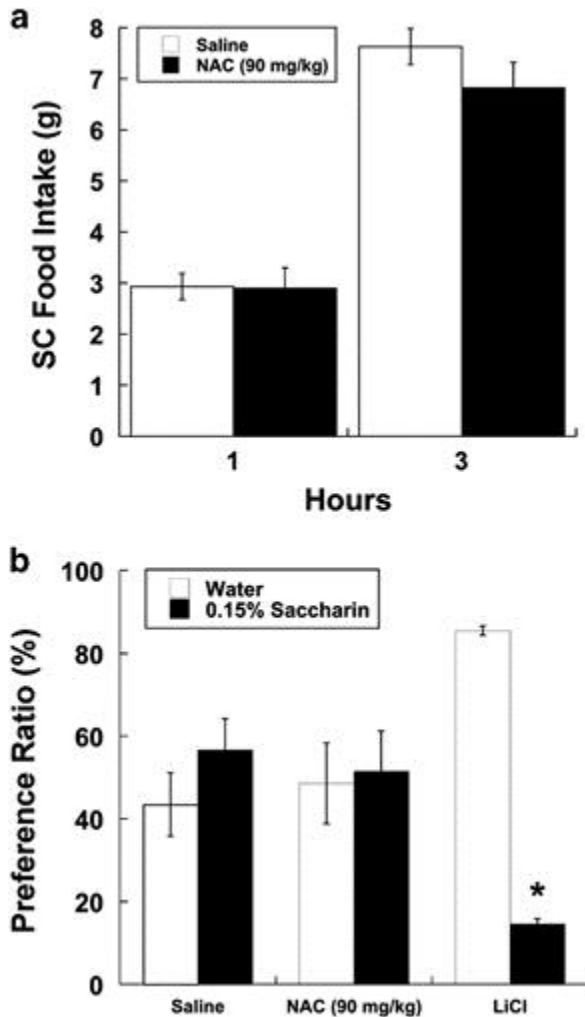 a
Saline
NAC (90 mg/kg)
SC Food Intake (g)
8
7
6
5
4
3
2
1
0
1 3
Hours
b
Water
0.15% Saccharin
Preference Ratio (%)
100
80
60
40
20
0
*
Saline NAC (90 mg/kg) LiCl